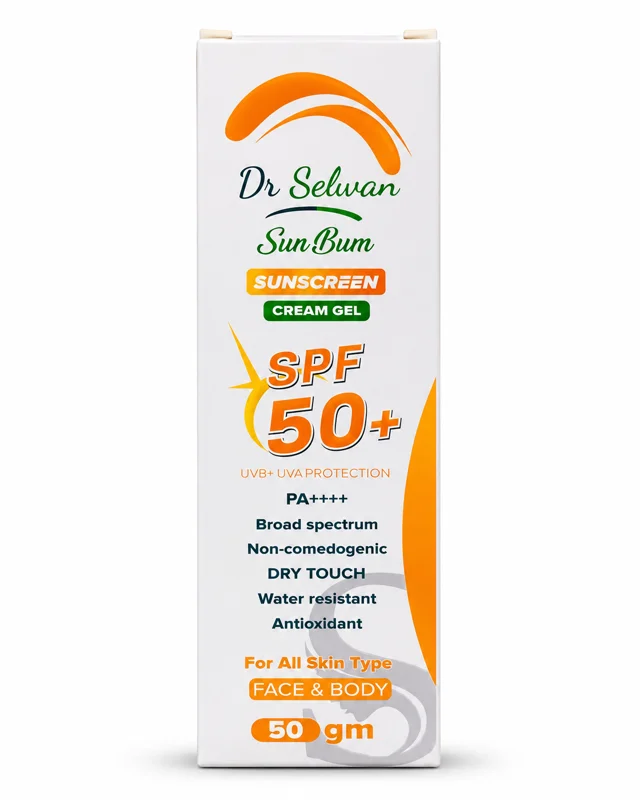 Dr Selwan
Sun Bum
SUNSCREEN
CREAM GEL
SPF
50+
UVB+ UVA PROTECTION
PA++++
Broad spectrum
Non-comedogenic
DRY TOUCH
Water resistant
Antioxidant
For All Skin Type
FACE & BODY
50 gm